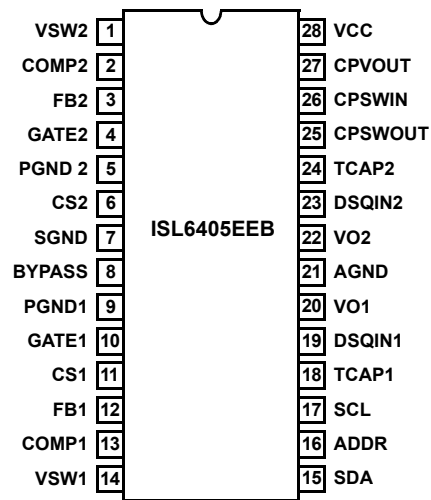 VSW2 1 28 VCC
COMP2 2 27 CPVOUT
FB2 3 26 CPSWIN
GATE2 4 25 CPSWOUT
PGND 2 5 24 TCAP2
CS2 6 23 DSQIN2
ISL6405EEB
SGND 7 22 VO2
BYPASS 8 21 AGND
PGND1 9 20 VO1
GATE1 10 19 DSQIN1
CS1 11 18 TCAP1
FB1 12 17 SCL
COMP1 13 16 ADDR
VSW1 14 15 SDA